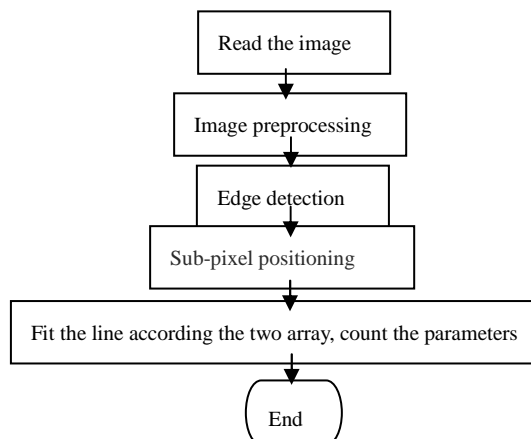 Read the image
Image preprocessing
Edge detection
Sub-pixel positioning
Fit the line according the two array, count the parameters
End